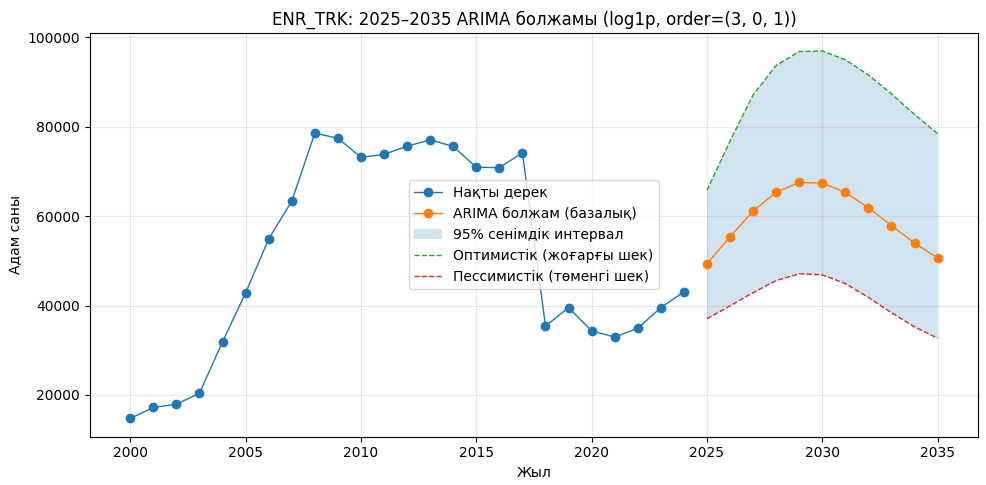 ENR_TRK: 2025–2035 ARIMA болжамы (log1p, order=(3, 0, 1))
Адам саны
100000
80000
60000
40000
20000
Нақты дерек
ARIMA болжам (базалық)
95% сенімдік интервал
Оптимистік (жоғарғы шек)
Пессимистік (төменгі шек)
2000 2005 2010 2015 2020 2025 2030 2035
Жыл